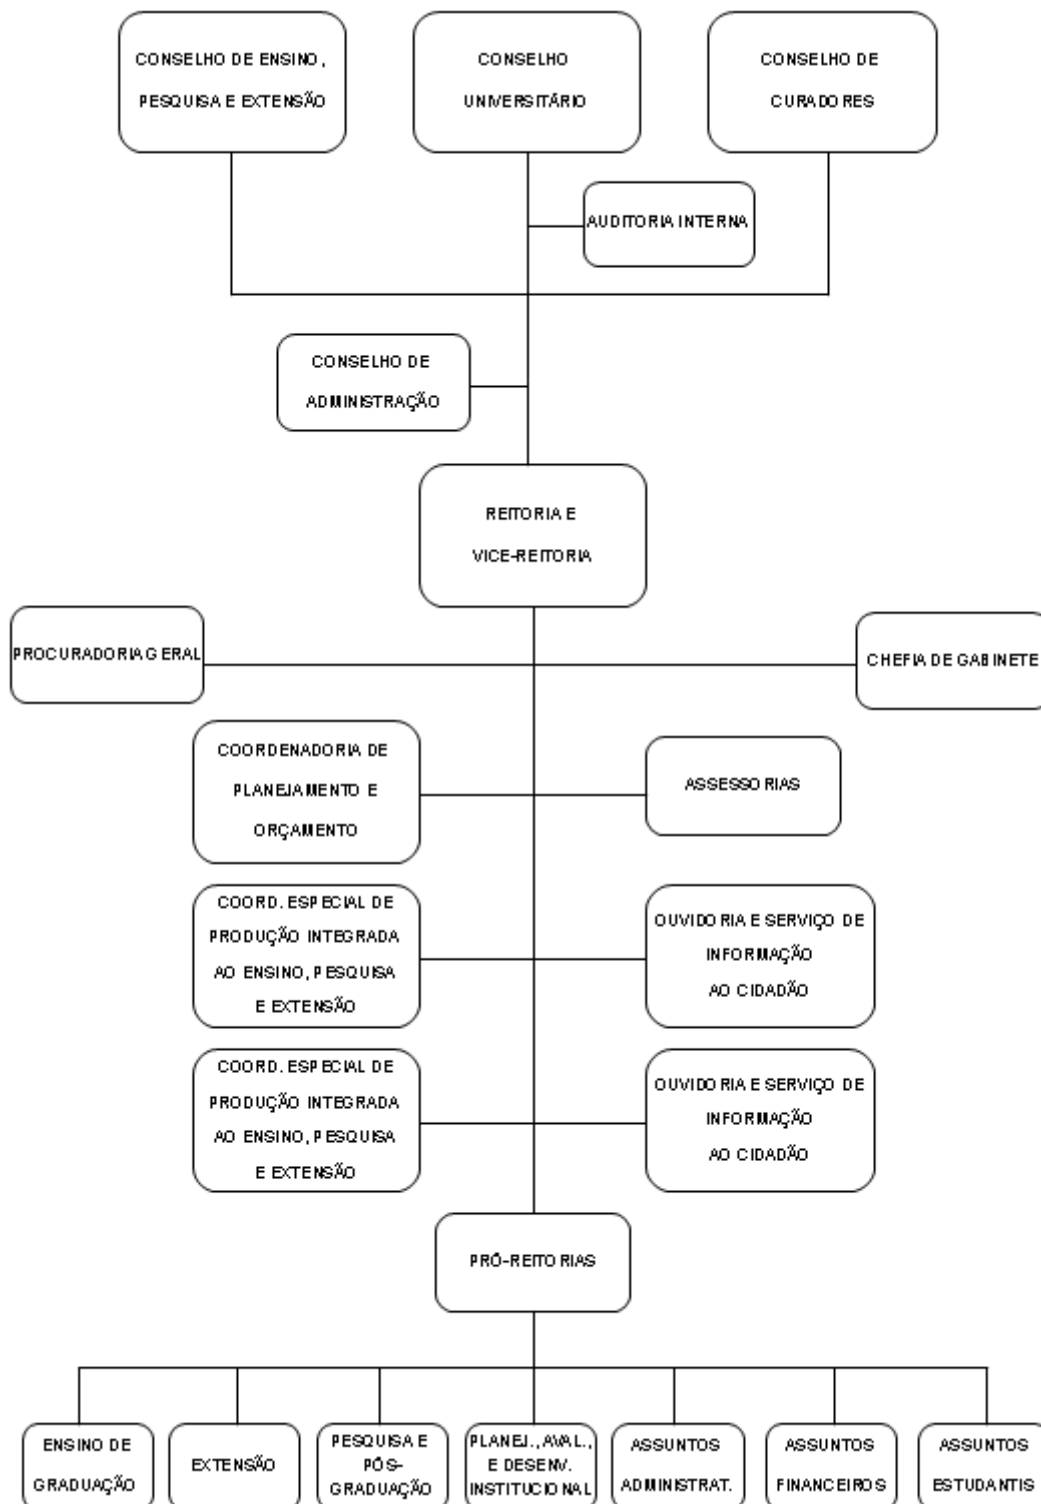 CONSELHO DE ENSINO,
PESQUISA E EXTENSÃO
CONSELHO
UNIVERSITÁRIO
CONSELHO DE
CURADORES
AUDITORIA INTERNA
CONSELHO DE
ADMINISTRAÇÃO
REITORIA E
VICE-REITORIA
PROCURADORIA GERAL
CHEFIA DE GABINETE
COORDENADORIA DE
PLANEJAMENTO E
ORÇAMENTO
ASSESSORIAS
COORD. ESPECIAL DE
PRODUÇÃO INTEGRADA
AO ENSINO, PESQUISA
E EXTENSÃO
OUVIDORIA E SERVIÇO DE
INFORMAÇÃO
AO CIDADÃO
COORD. ESPECIAL DE
PRODUÇÃO INTEGRADA
AO ENSINO, PESQUISA
E EXTENSÃO
OUVIDORIA E SERVIÇO DE
INFORMAÇÃO
AO CIDADÃO
PRÓ-REITORIAS
ENSINO DE
GRADUAÇÃO
EXTENSÃO
PESQUISA E
PÓS-
GRADUAÇÃO
PLANEJ., AVAL.,
E DESENV.
INSTITUCIONAL
ASSUNTOS
ADMINISTRAT.
ASSUNTOS
FINANCEIROS
ASSUNTOS
ESTUDANTIS